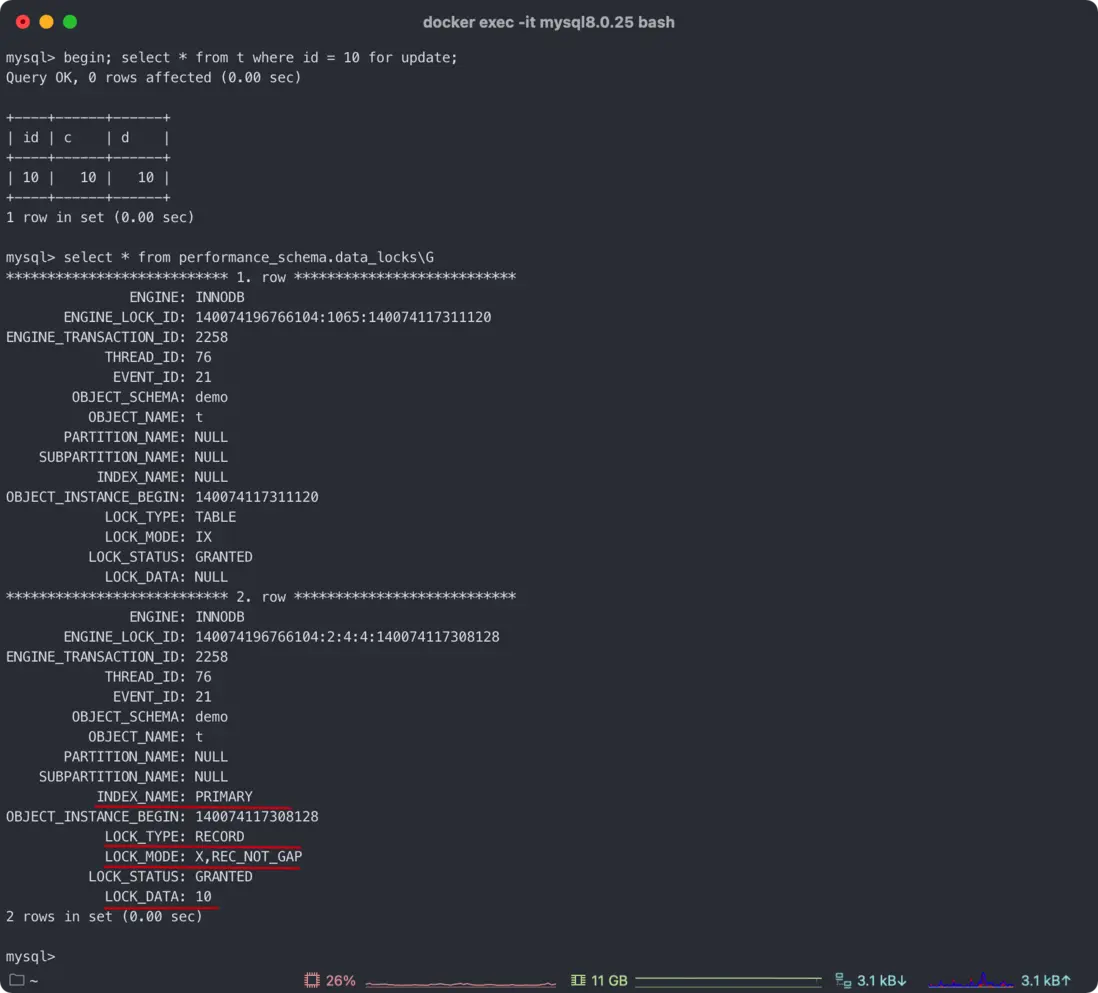 docker exec -it mysql8.0.25 bash
mysql> begin; select * from t where id = 10 for update;
Query OK, 0 rows affected (0.00 sec)
+----+------+------+
| id | c    | d    |
+----+------+------+
| 10 |   10 |   10 |
+----+------+------+
1 row in set (0.00 sec)
mysql> select * from performance_schema.data_locks\G
*************************** 1. row ***************************
               ENGINE: INNODB
       ENGINE_LOCK_ID: 140074196766104:1065:140074117311120
ENGINE_TRANSACTION_ID: 2258
            THREAD_ID: 76
             EVENT_ID: 21
        OBJECT_SCHEMA: demo
          OBJECT_NAME: t
       PARTITION_NAME: NULL
    SUBPARTITION_NAME: NULL
           INDEX_NAME: NULL
OBJECT_INSTANCE_BEGIN: 140074117311120
            LOCK_TYPE: TABLE
            LOCK_MODE: IX
          LOCK_STATUS: GRANTED
            LOCK_DATA: NULL
*************************** 2. row ***************************
               ENGINE: INNODB
       ENGINE_LOCK_ID: 140074196766104:2:4:4:140074117308128
ENGINE_TRANSACTION_ID: 2258
            THREAD_ID: 76
             EVENT_ID: 21
        OBJECT_SCHEMA: demo
          OBJECT_NAME: t
       PARTITION_NAME: NULL
    SUBPARTITION_NAME: NULL
           INDEX_NAME: PRIMARY
OBJECT_INSTANCE_BEGIN: 140074117308128
            LOCK_TYPE: RECORD
            LOCK_MODE: X,REC_NOT_GAP
          LOCK_STATUS: GRANTED
            LOCK_DATA: 10
2 rows in set (0.00 sec)
mysql>
~ 26% 11 GB 3.1 kB↓ 3.1 kB↑